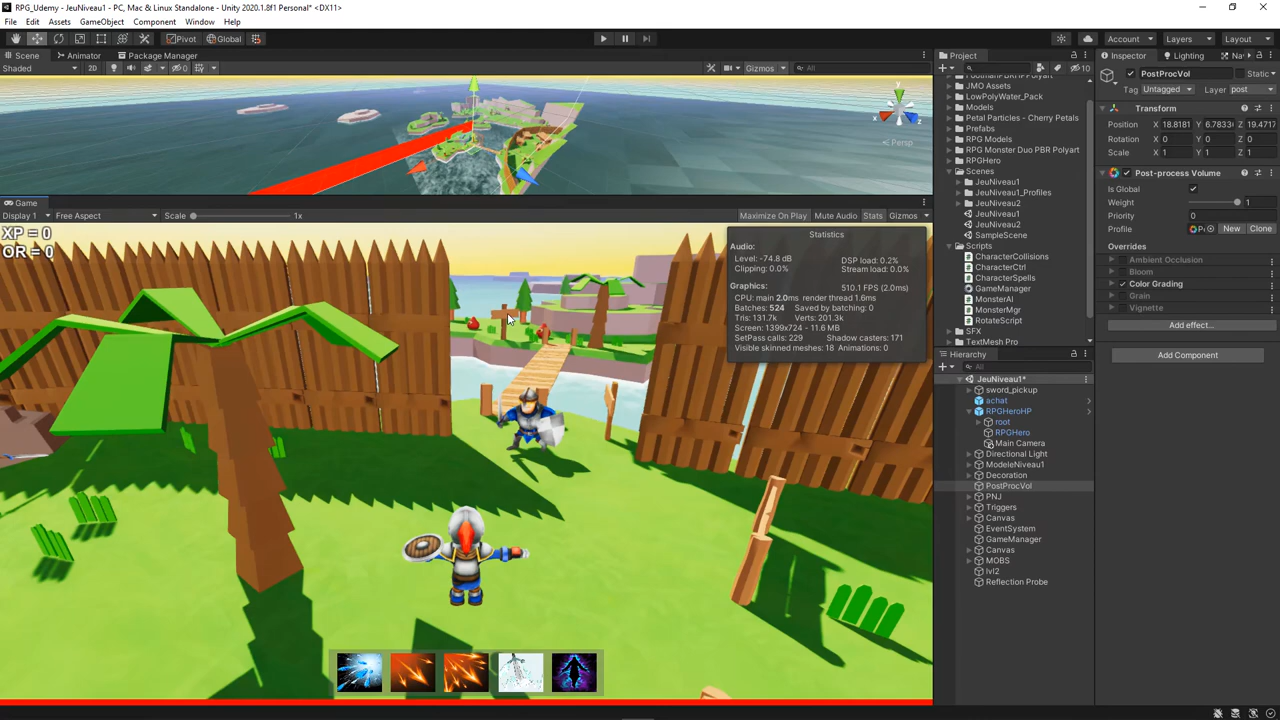 RPG_Udemy - JeuNiveau1 - PC, Mac & Linux Standalone - Unity 2020.1.8f1 Personal* <DX11>
File Edit Assets GameObject Component Window Help
Pivot Global Account Layers Layout
Scene Animator Package Manager
Shaded 2D 0 Gizmos All
y x z
Persp
Game
Display 1 Free Aspect Scale 1x Maximize On Play Mute Audio Stats Gizmos
XP = 0
OR = 0
Statistics
Audio:
Level: -74.8 dB DSP load: 0.2%
Clipping: 0.0% Stream load: 0.0%
Graphics: 510.1 FPS (2.0ms)
CPU: main 2.0ms render thread 1.6ms
Batches: 524 Saved by batching: 0
Tris: 131.7k Verts: 201.3k
Screen: 1399x724 - 11.6 MB
SetPass calls: 229 Shadow casters: 171
Visible skinned meshes: 18 Animations: 0
Project
10
JMO Assets
LowPolyWater_Pack
Models
Petal Particles - Cherry Petals
Prefabs
RPG Models
RPG Monster Duo PBR Polyart
RPGHero
Scenes
JeuNiveau1
JeuNiveau1_Profiles
JeuNiveau2
JeuNiveau1
JeuNiveau2
SampleScene
Scripts
CharacterCollisions
CharacterCtrl
CharacterSpells
GameManager
MonsterAI
MonsterMgr
RotateScript
SFX
TextMesh Pro
Hierarchy
All
JeuNiveau1*
sword_pickup
achat
RPGHeroHP
root
RPGHero
Main Camera
Directional Light
ModeleNiveau1
Decoration
PostProcVol
PNJ
Triggers
Canvas
EventSystem
GameManager
Canvas
MOBS
lvl2
Reflection Probe
Inspector Lighting
PostProcVol Static
Tag Untagged Layer post
Transform
Position X 18.8181 Y 6.7833 Z 19.4717
Rotation X 0 Y 0 Z 0
Scale X 1 Y 1 Z 1
Post-process Volume
Is Global
Weight 1
Priority 0
Profile New Clone
Overrides
Ambient Occlusion
Bloom
Color Grading
Grain
Vignette
Add effect...
Add Component